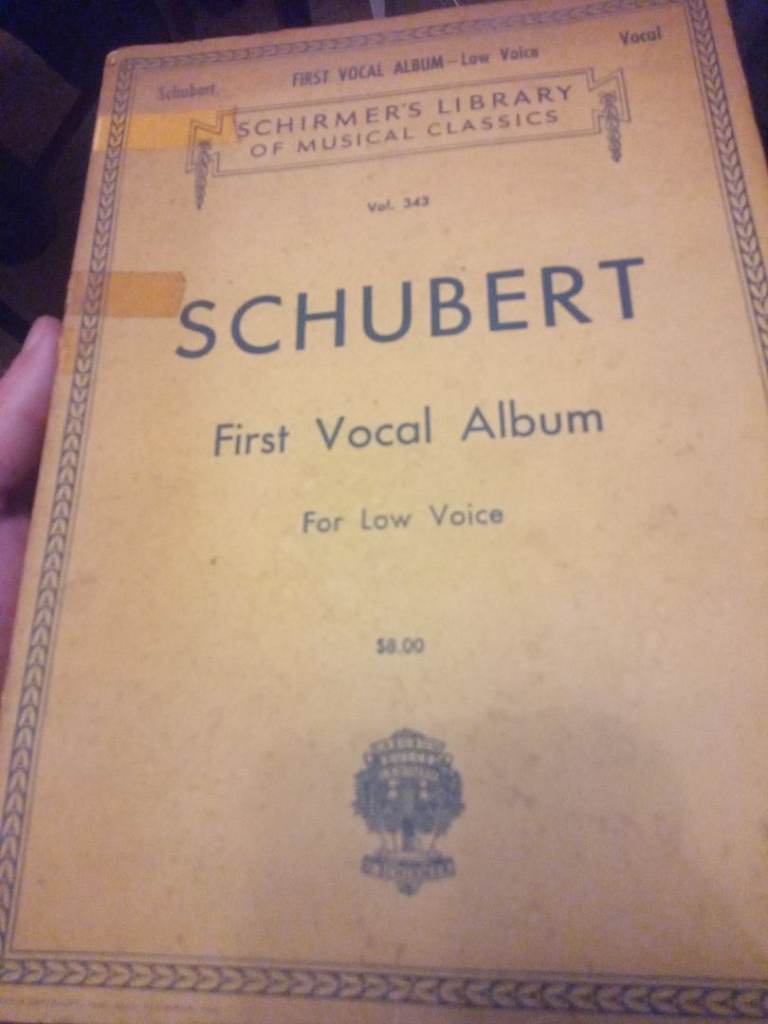 Schubert. FIRST VOCAL ALBUM—Low Voice Vocal
SCHIRMER'S LIBRARY
OF MUSICAL CLASSICS
Vol. 343
SCHUBERT
First Vocal Album
For Low Voice
$8.00